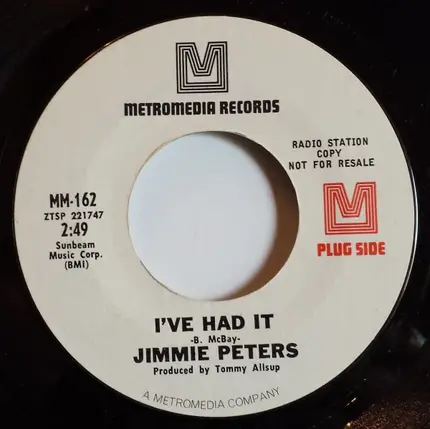 METROMEDIA RECORDS
RADIO STATION
COPY
NOT FOR RESALE
MM-162
ZTSP 221747
2:49
Sunbeam
Music Corp.
(BMI)
M
PLUG SIDE
I'VE HAD IT
-B. McBay-
JIMMIE PETERS
Produced by Tommy Allsup
A METROMEDIA COMPANY